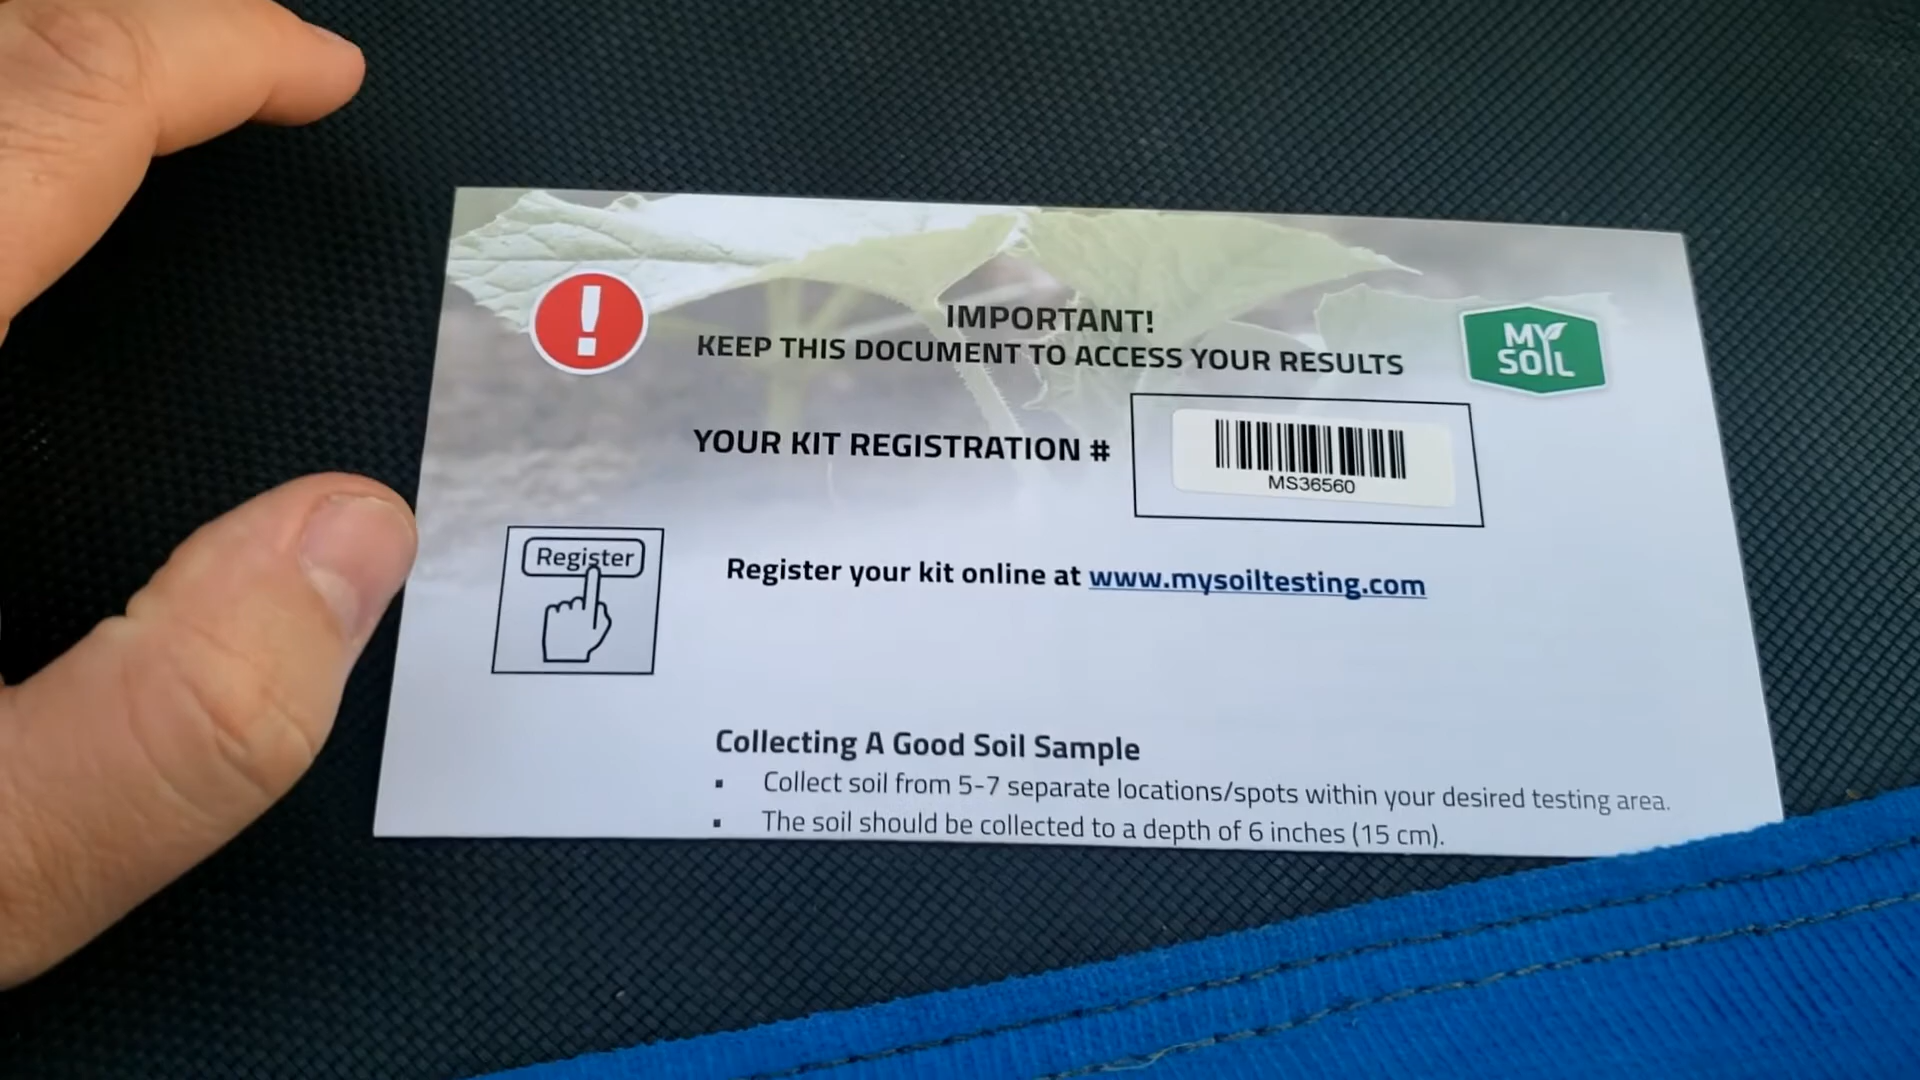 IMPORTANT!
KEEP THIS DOCUMENT TO ACCESS YOUR RESULTS
MY
SOIL
YOUR KIT REGISTRATION #
MS36560
Register
Register your kit online at www.mysoiltesting.com
Collecting A Good Soil Sample
▪ Collect soil from 5-7 separate locations/spots within your desired testing area.
▪ The soil should be collected to a depth of 6 inches (15 cm).